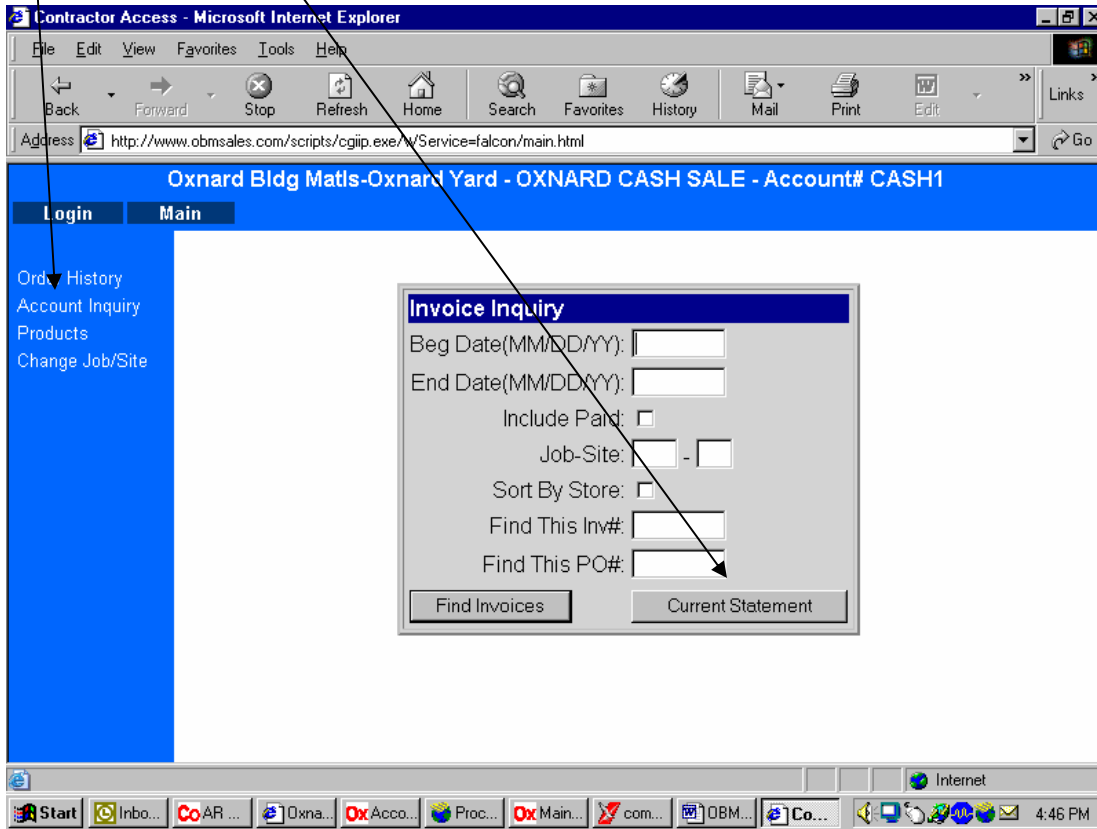 Contractor Access - Microsoft Internet Explorer
File Edit View Favorites Tools Help
Back Forward Stop Refresh Home Search Favorites History Mail Print Edit » Links »
Address http://www.obmsales.com/scripts/cgiip.exe/w/Service=falcon/main.html Go
Oxnard Bldg Matls-Oxnard Yard - OXNARD CASH SALE - Account# CASH1
Login Main
Order History
Account Inquiry
Products
Change Job/Site
Invoice Inquiry
Beg Date(MM/DD/YY):
End Date(MM/DD/YY):
Include Paid:
Job-Site: -
Sort By Store:
Find This Inv#:
Find This PO#:
Find Invoices Current Statement
Internet
Start Inbo... Co AR ... Oxna... Ox Acco... Proc... Ox Main... com... OBM... Co... 4:46 PM